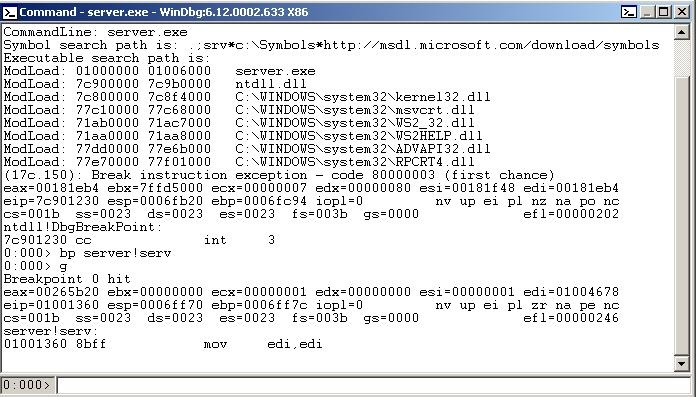 Command - server.exe - WinDbg:6.12.0002.633 X86
CommandLine: server.exe
Symbol search path is: .;srv*c:\Symbols*http://msdl.microsoft.com/download/symbols
Executable search path is:
ModLoad: 01000000 01006000   server.exe
ModLoad: 7c900000 7c9b0000   ntdll.dll
ModLoad: 7c800000 7c8f4000   C:\WINDOWS\system32\kernel32.dll
ModLoad: 77c10000 77c68000   C:\WINDOWS\system32\msvcrt.dll
ModLoad: 71ab0000 71ac7000   C:\WINDOWS\system32\WS2_32.dll
ModLoad: 71aa0000 71aa8000   C:\WINDOWS\system32\WS2HELP.dll
ModLoad: 77dd0000 77e6b000   C:\WINDOWS\system32\ADVAPI32.dll
ModLoad: 77e70000 77f01000   C:\WINDOWS\system32\RPCRT4.dll
(17c.150): Break instruction exception - code 80000003 (first chance)
eax=00181eb4 ebx=7ffd5000 ecx=00000007 edx=00000080 esi=00181f48 edi=00181eb4
eip=7c901230 esp=0006fb20 ebp=0006fc94 iopl=0         nv up ei pl nz na po nc
cs=001b  ss=0023  ds=0023  es=0023  fs=003b  gs=0000             efl=00000202
ntdll!DbgBreakPoint:
7c901230 cc              int     3
0:000> bp server!serv
0:000> g
Breakpoint 0 hit
eax=00265b20 ebx=00000000 ecx=00000001 edx=00000000 esi=00000001 edi=01004678
eip=01001360 esp=0006ff70 ebp=0006ff7c iopl=0         nv up ei pl zr na pe nc
cs=001b  ss=0023  ds=0023  es=0023  fs=003b  gs=0000             efl=00000246
server!serv:
01001360 8bff            mov     edi,edi
0:000>